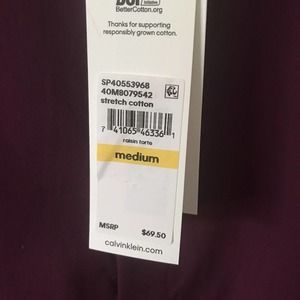 BCI
BetterCotton.org
Thanks for supporting
responsibly grown cotton.
SP40553968
40M8079542
stretch cotton
7 41065 46336 1
raisin torte
medium
MSRP $69.50
calvinklein.com